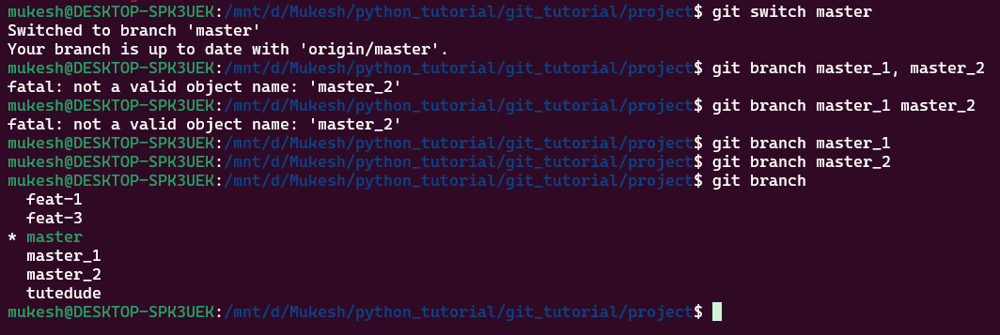 mukesh@DESKTOP-SPK3UEK:/mnt/d/Mukesh/python_tutorial/git_tutorial/project$ git switch master
Switched to branch 'master'
Your branch is up to date with 'origin/master'.
mukesh@DESKTOP-SPK3UEK:/mnt/d/Mukesh/python_tutorial/git_tutorial/project$ git branch master_1, master_2
fatal: not a valid object name: 'master_2'
mukesh@DESKTOP-SPK3UEK:/mnt/d/Mukesh/python_tutorial/git_tutorial/project$ git branch master_1 master_2
fatal: not a valid object name: 'master_2'
mukesh@DESKTOP-SPK3UEK:/mnt/d/Mukesh/python_tutorial/git_tutorial/project$ git branch master_1
mukesh@DESKTOP-SPK3UEK:/mnt/d/Mukesh/python_tutorial/git_tutorial/project$ git branch master_2
mukesh@DESKTOP-SPK3UEK:/mnt/d/Mukesh/python_tutorial/git_tutorial/project$ git branch
  feat-1
  feat-3
* master
  master_1
  master_2
  tutedude
mukesh@DESKTOP-SPK3UEK:/mnt/d/Mukesh/python_tutorial/git_tutorial/project$